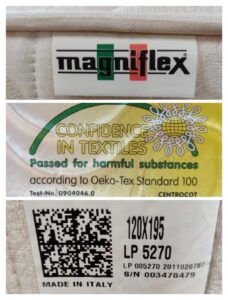 magniflex
CONFIDENCE
IN TEXTILES
Passed for harmful substances
according to Oeko-Tex Standard 100
Test-No. 0904046.0 CENTROCOT
120X195
LP 5270
LP 005270 2011020787
S/N 003478479
MADE IN ITALY